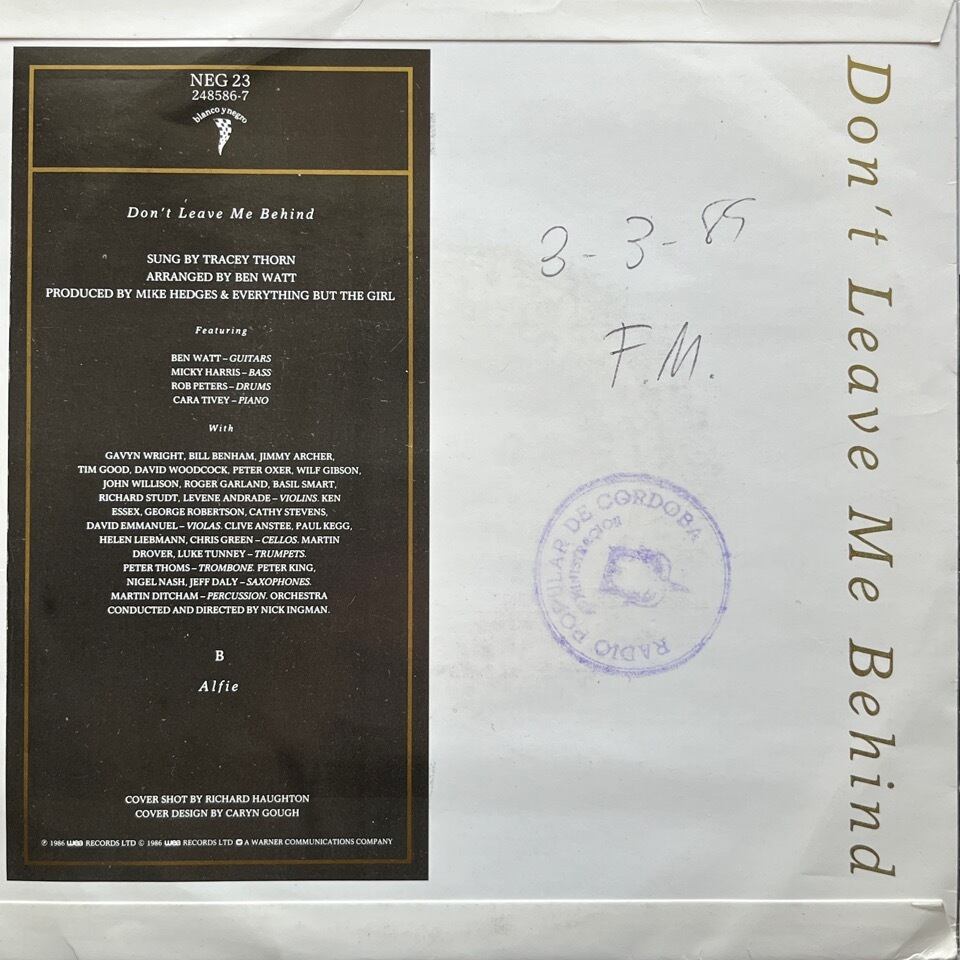 NEG 23
248586-7
blanco y negro
Don't Leave Me Behind
SUNG BY TRACEY THORN
ARRANGED BY BEN WATT
PRODUCED BY MIKE HEDGES & EVERYTHING BUT THE GIRL
Featuring
BEN WATT – GUITARS
MICKY HARRIS – BASS
ROB PETERS – DRUMS
CARA TIVEY – PIANO
With
GAVYN WRIGHT, BILL BENHAM, JIMMY ARCHER,
TIM GOOD, DAVID WOODCOCK, PETER OXER, WILF GIBSON,
JOHN WILLISON, ROGER GARLAND, BASIL SMART,
RICHARD STUDT, LEVENE ANDRADE – VIOLINS. KEN
ESSEX, GEORGE ROBERTSON, CATHY STEVENS,
DAVID EMMANUEL – VIOLAS. CLIVE ANSTEE, PAUL KEGG,
HELEN LIEBMANN, CHRIS GREEN – CELLOS. MARTIN
DROVER, LUKE TUNNEY – TRUMPETS.
PETER THOMS – TROMBONE. PETER KING,
NIGEL NASH, JEFF DALY – SAXOPHONES.
MARTIN DITCHAM – PERCUSSION. ORCHESTRA
CONDUCTED AND DIRECTED BY NICK INGMAN.
B
Alfie
COVER SHOT BY RICHARD HAUGHTON
COVER DESIGN BY CARYN GOUGH
℗ 1986 wea RECORDS LTD © 1986 wea RECORDS LTD A WARNER COMMUNICATIONS COMPANY
3-3-
F.M.
RADIO POPULAR DE CORDOBA
ADMINISTRACION
Don't Leave Me Behind